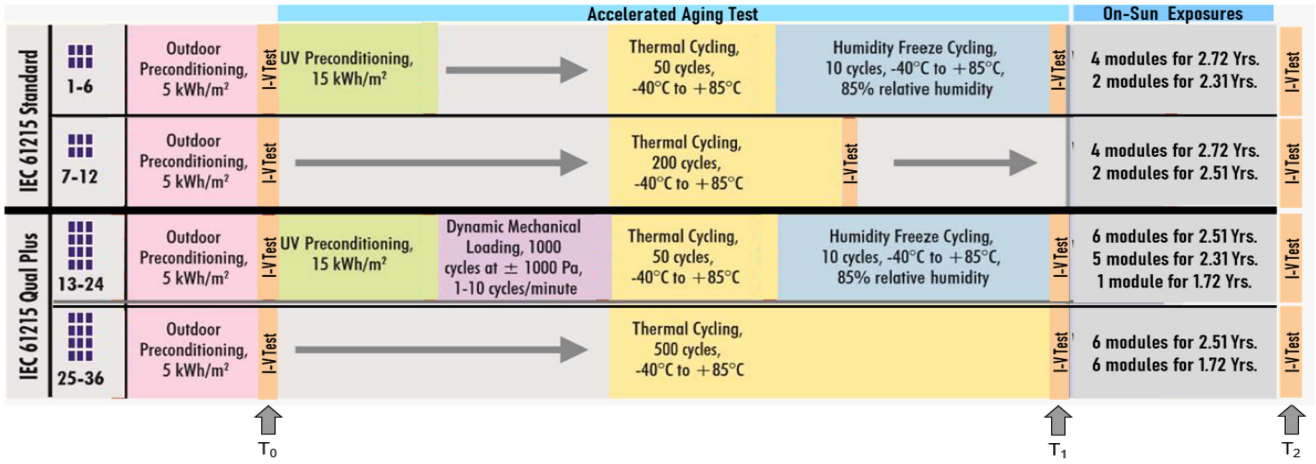 Accelerated Aging Test
On-Sun Exposures
IEC 61215 Standard
1-6
Outdoor
Preconditioning,
5 kWh/m²
I-V Test
UV Preconditioning,
15 kWh/m²
Thermal Cycling,
50 cycles,
-40°C to +85°C
Humidity Freeze Cycling,
10 cycles, -40°C to +85°C,
85% relative humidity
I-V Test
4 modules for 2.72 Yrs.
2 modules for 2.31 Yrs.
I-V Test
7-12
Outdoor
Preconditioning,
5 kWh/m²
I-V Test
Thermal Cycling,
200 cycles,
-40°C to +85°C
I-V Test
4 modules for 2.72 Yrs.
2 modules for 2.51 Yrs.
I-V Test
IEC 61215 Qual Plus
13-24
Outdoor
Preconditioning,
5 kWh/m²
I-V Test
UV Preconditioning,
15 kWh/m²
Dynamic Mechanical
Loading, 1000
cycles at ± 1000 Pa,
1-10 cycles/minute
Thermal Cycling,
50 cycles,
-40°C to +85°C
Humidity Freeze Cycling,
10 cycles, -40°C to +85°C,
85% relative humidity
I-V Test
6 modules for 2.51 Yrs.
5 modules for 2.31 Yrs.
1 module for 1.72 Yrs.
I-V Test
25-36
Outdoor
Preconditioning,
5 kWh/m²
I-V Test
Thermal Cycling,
500 cycles,
-40°C to +85°C
I-V Test
6 modules for 2.51 Yrs.
6 modules for 1.72 Yrs.
I-V Test
T₀
T₁
T₂